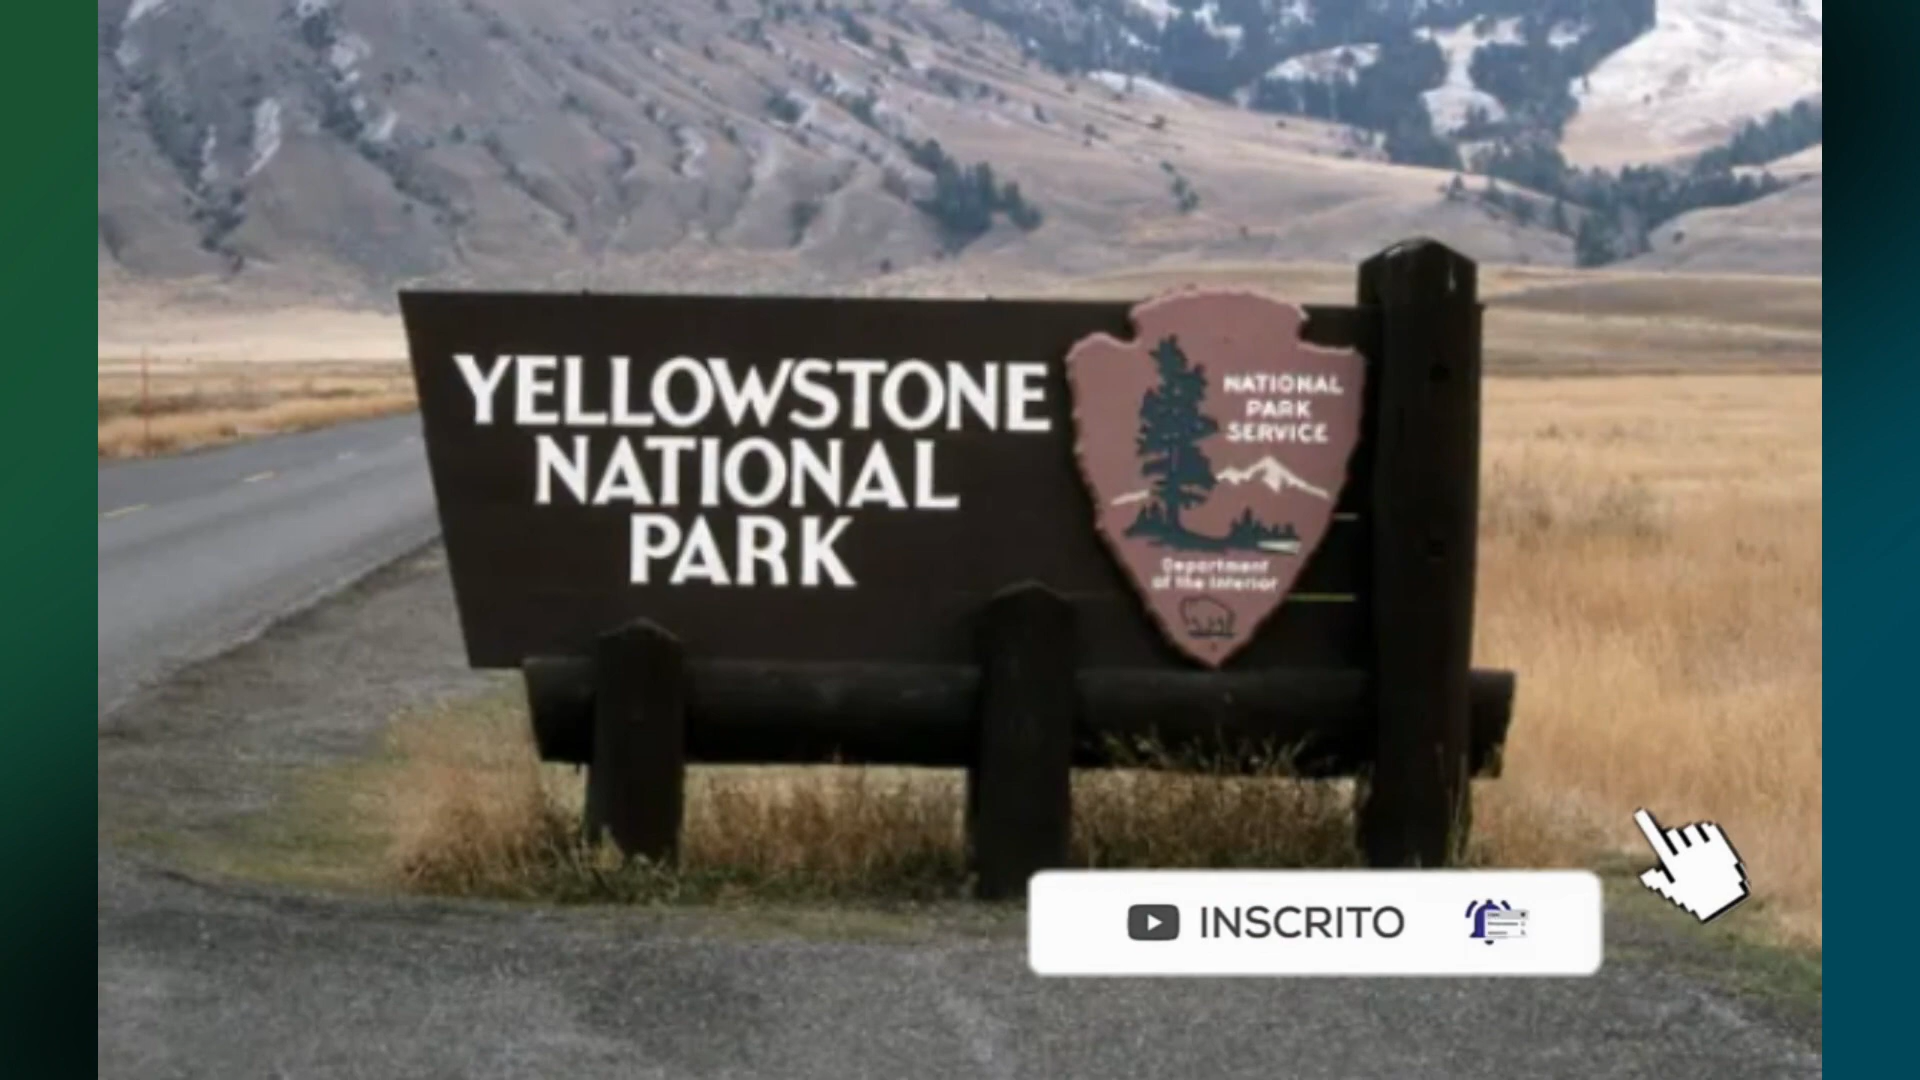 YELLOWSTONE
NATIONAL
PARK
NATIONAL
PARK
SERVICE
Department
of the Interior
INSCRITO